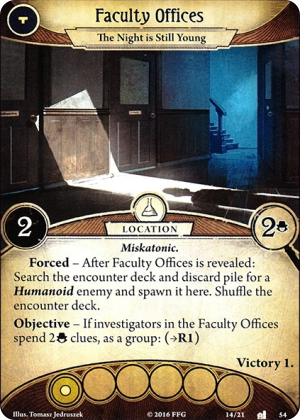 Faculty Offices
The Night is Still Young
2
2
LOCATION
Miskatonic.
Forced – After Faculty Offices is revealed:
Search the encounter deck and discard pile for a
Humanoid enemy and spawn it here. Shuffle the
encounter deck.
Objective – If investigators in the Faculty Offices
spend 2 clues, as a group: (→R1)
Victory 1.
Illus. Tomasz Jedruszek
© 2016 FFG
14/21
54